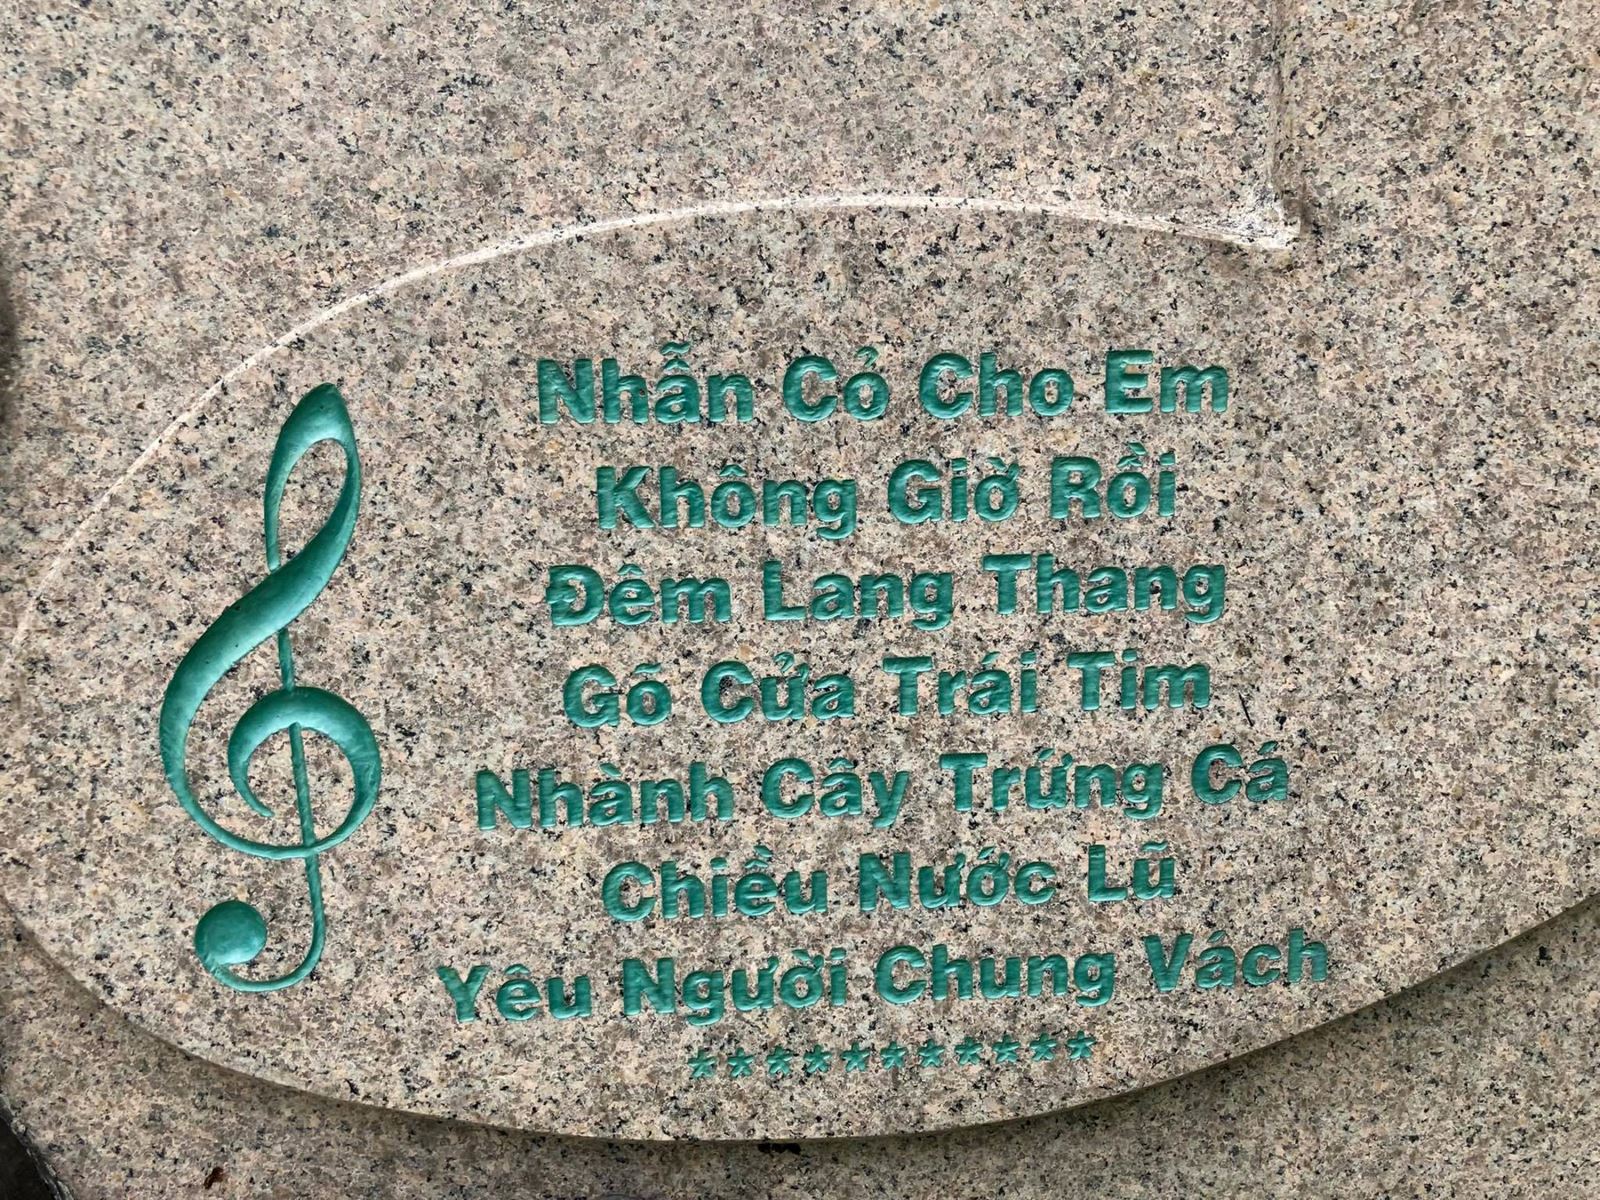 Nhẫn Cỏ Cho Em
Không Giờ Rồi
Đêm Lang Thang
Gõ Cửa Trái Tim
Nhành Cây Trứng Cá
Chiều Nước Lũ
Yêu Người Chung Vách
***********